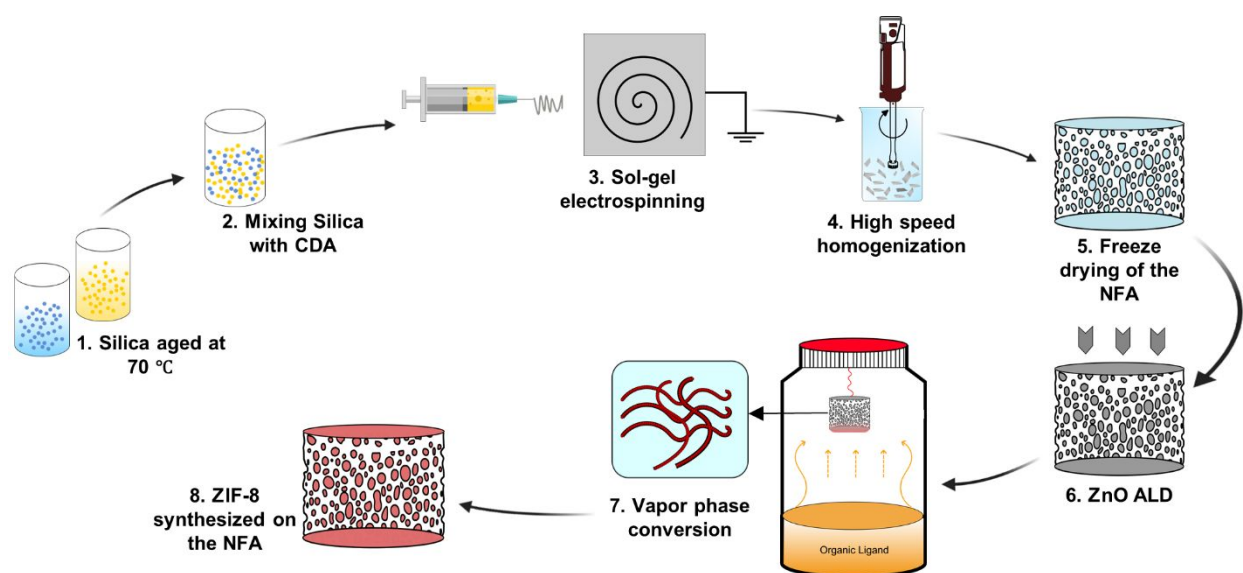 1. Silica aged at
70 ℃
2. Mixing Silica
with CDA
3. Sol-gel
electrospinning
4. High speed
homogenization
5. Freeze
drying of the
NFA
6. ZnO ALD
7. Vapor phase
conversion
Organic Ligand
8. ZIF-8
synthesized on
the NFA